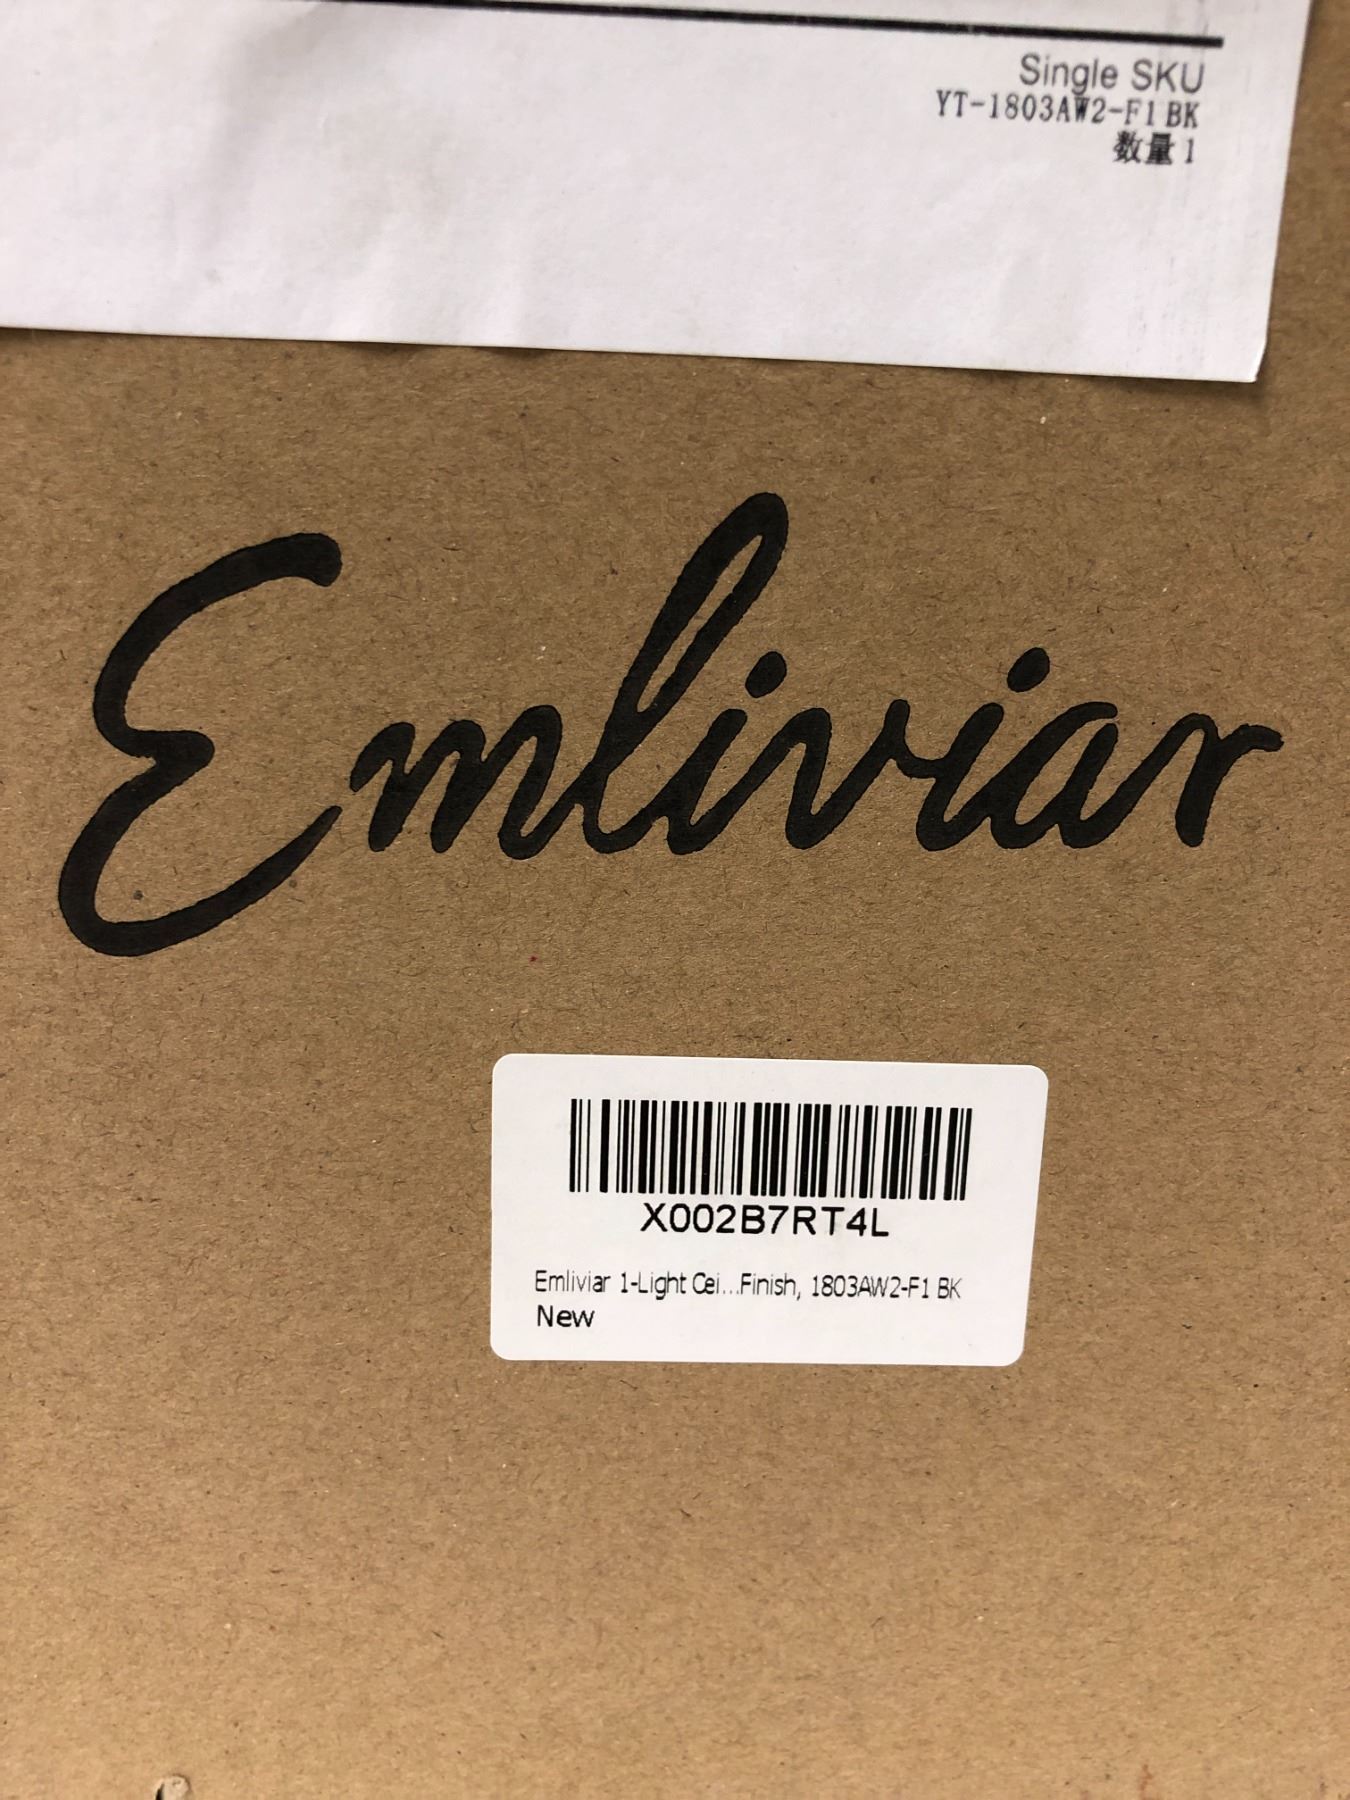 Single SKU
YT-1803AW2-F1 BK
数量 1
Emliviar
X002B7RT4L
Emliviar 1-Light Cei...Finish, 1803AW2-F1 BK
New